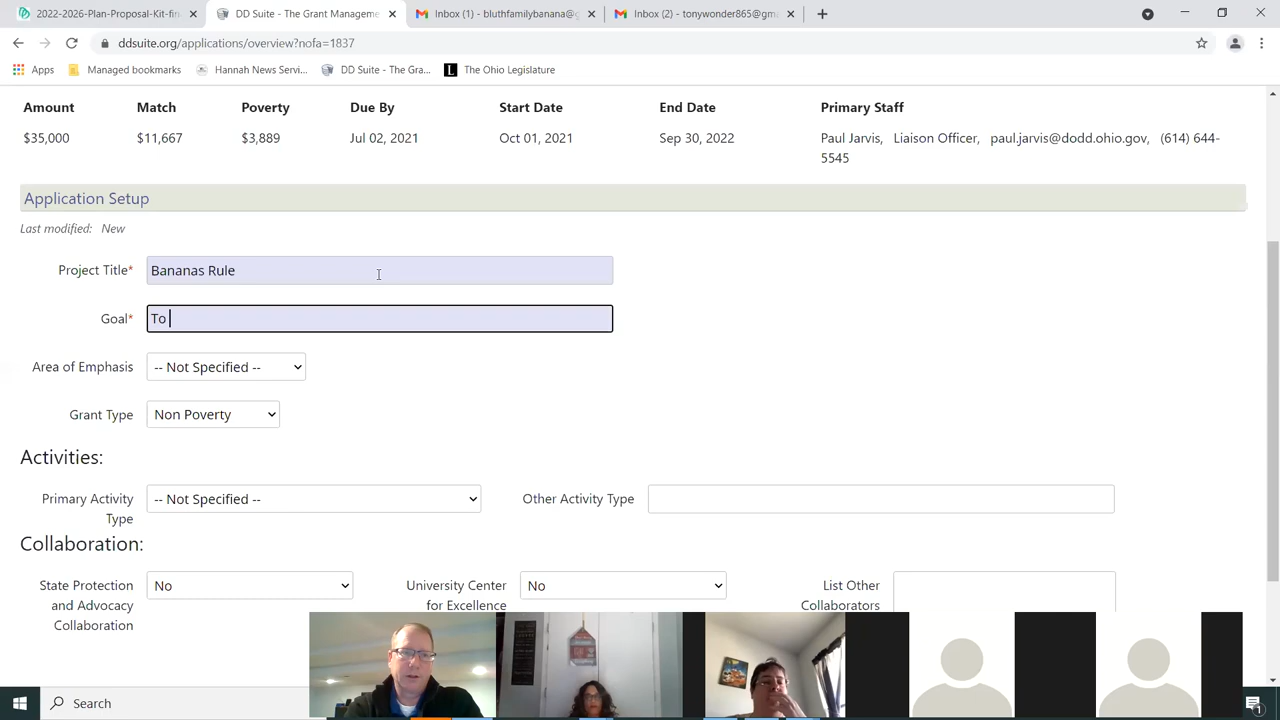 2022-2026-Plan-Proposal-Kit-fin
DD Suite - The Grant Manageme
Inbox (1) - bluthfamilybanana@g
Inbox (2) - tonywonder865@gm
ddsuite.org/applications/overview?nofa=1837
Apps
Managed bookmarks
Hannah News Servi...
DD Suite - The Gra...
The Ohio Legislature
Amount Match Poverty Due By Start Date End Date Primary Staff
$35,000 $11,667 $3,889 Jul 02, 2021 Oct 01, 2021 Sep 30, 2022 Paul Jarvis, Liaison Officer, paul.jarvis@dodd.ohio.gov, (614) 644-
5545
Application Setup
Last modified: New
Project Title* Bananas Rule
Goal* To
Area of Emphasis -- Not Specified --
Grant Type Non Poverty
Activities:
Primary Activity
Type
-- Not Specified --
Other Activity Type
Collaboration:
State Protection
and Advocacy
Collaboration
No
University Center
for Excellence
No
List Other
Collaborators
Search
1